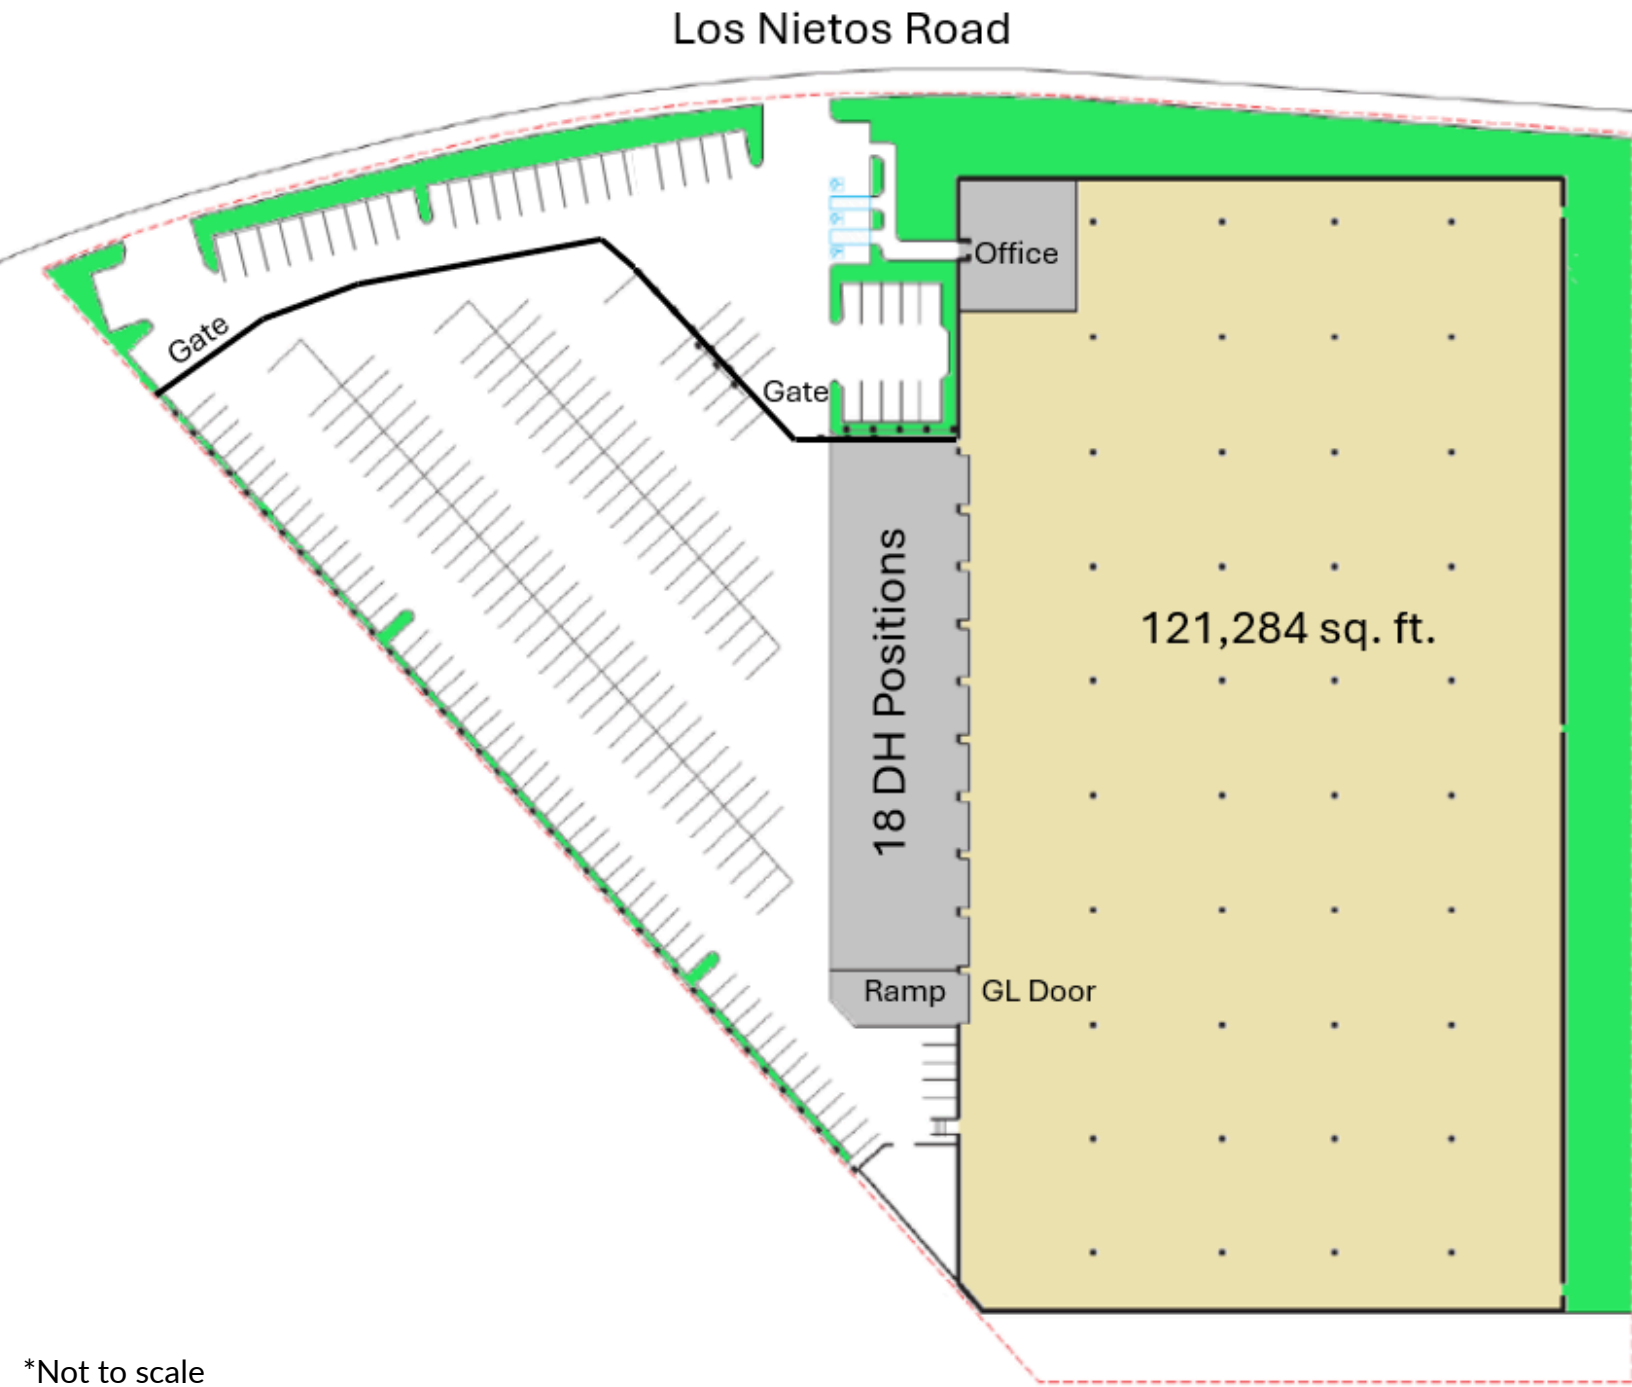 Los Nietos Road
Office
Gate
Gate
18 DH Positions
121,284 sq. ft.
Ramp
GL Door
*Not to scale